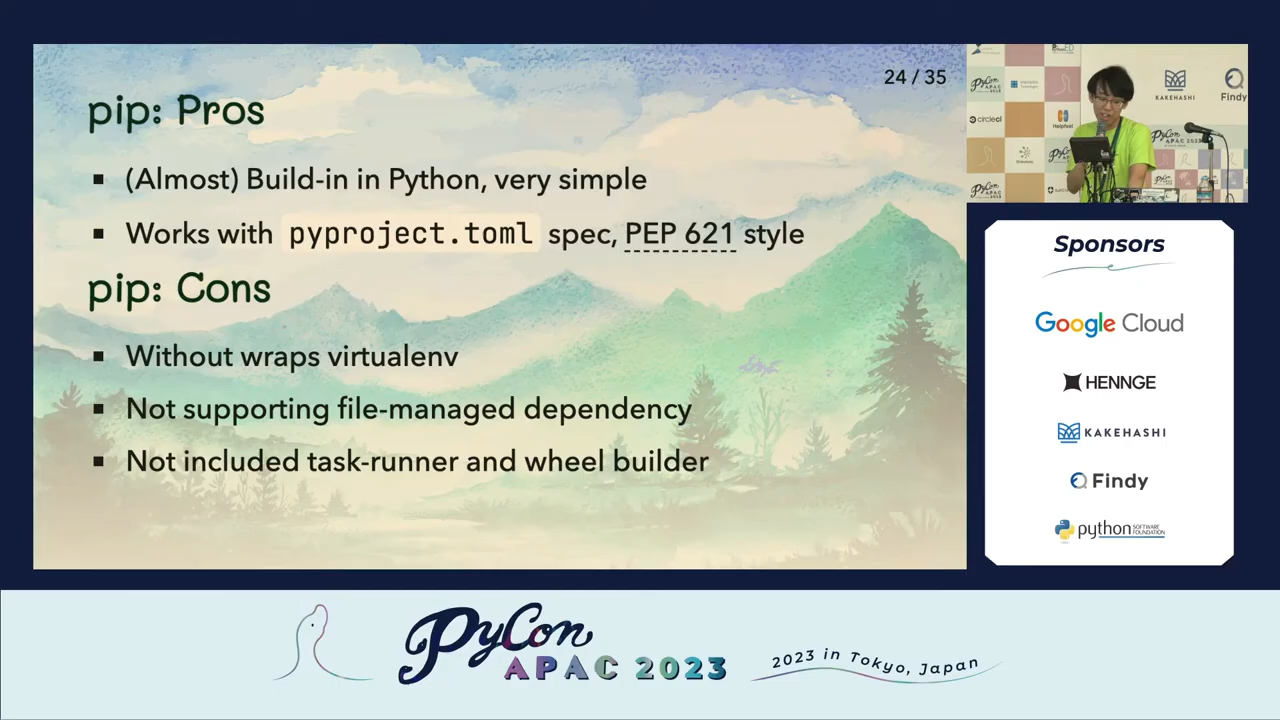 24 / 35
pip: Pros
▪ (Almost) Build-in in Python, very simple
▪ Works with pyproject.toml spec, PEP 621 style
pip: Cons
▪ Without wraps virtualenv
▪ Not supporting file-managed dependency
▪ Not included task-runner and wheel builder
KAKEHASHI
Findy
circleci
Helpfeel
Sponsors
Google Cloud
HENNGE
KAKEHASHI
Findy
python SOFTWARE FOUNDATION
PyCon
APAC 2023
2023 in Tokyo, Japan